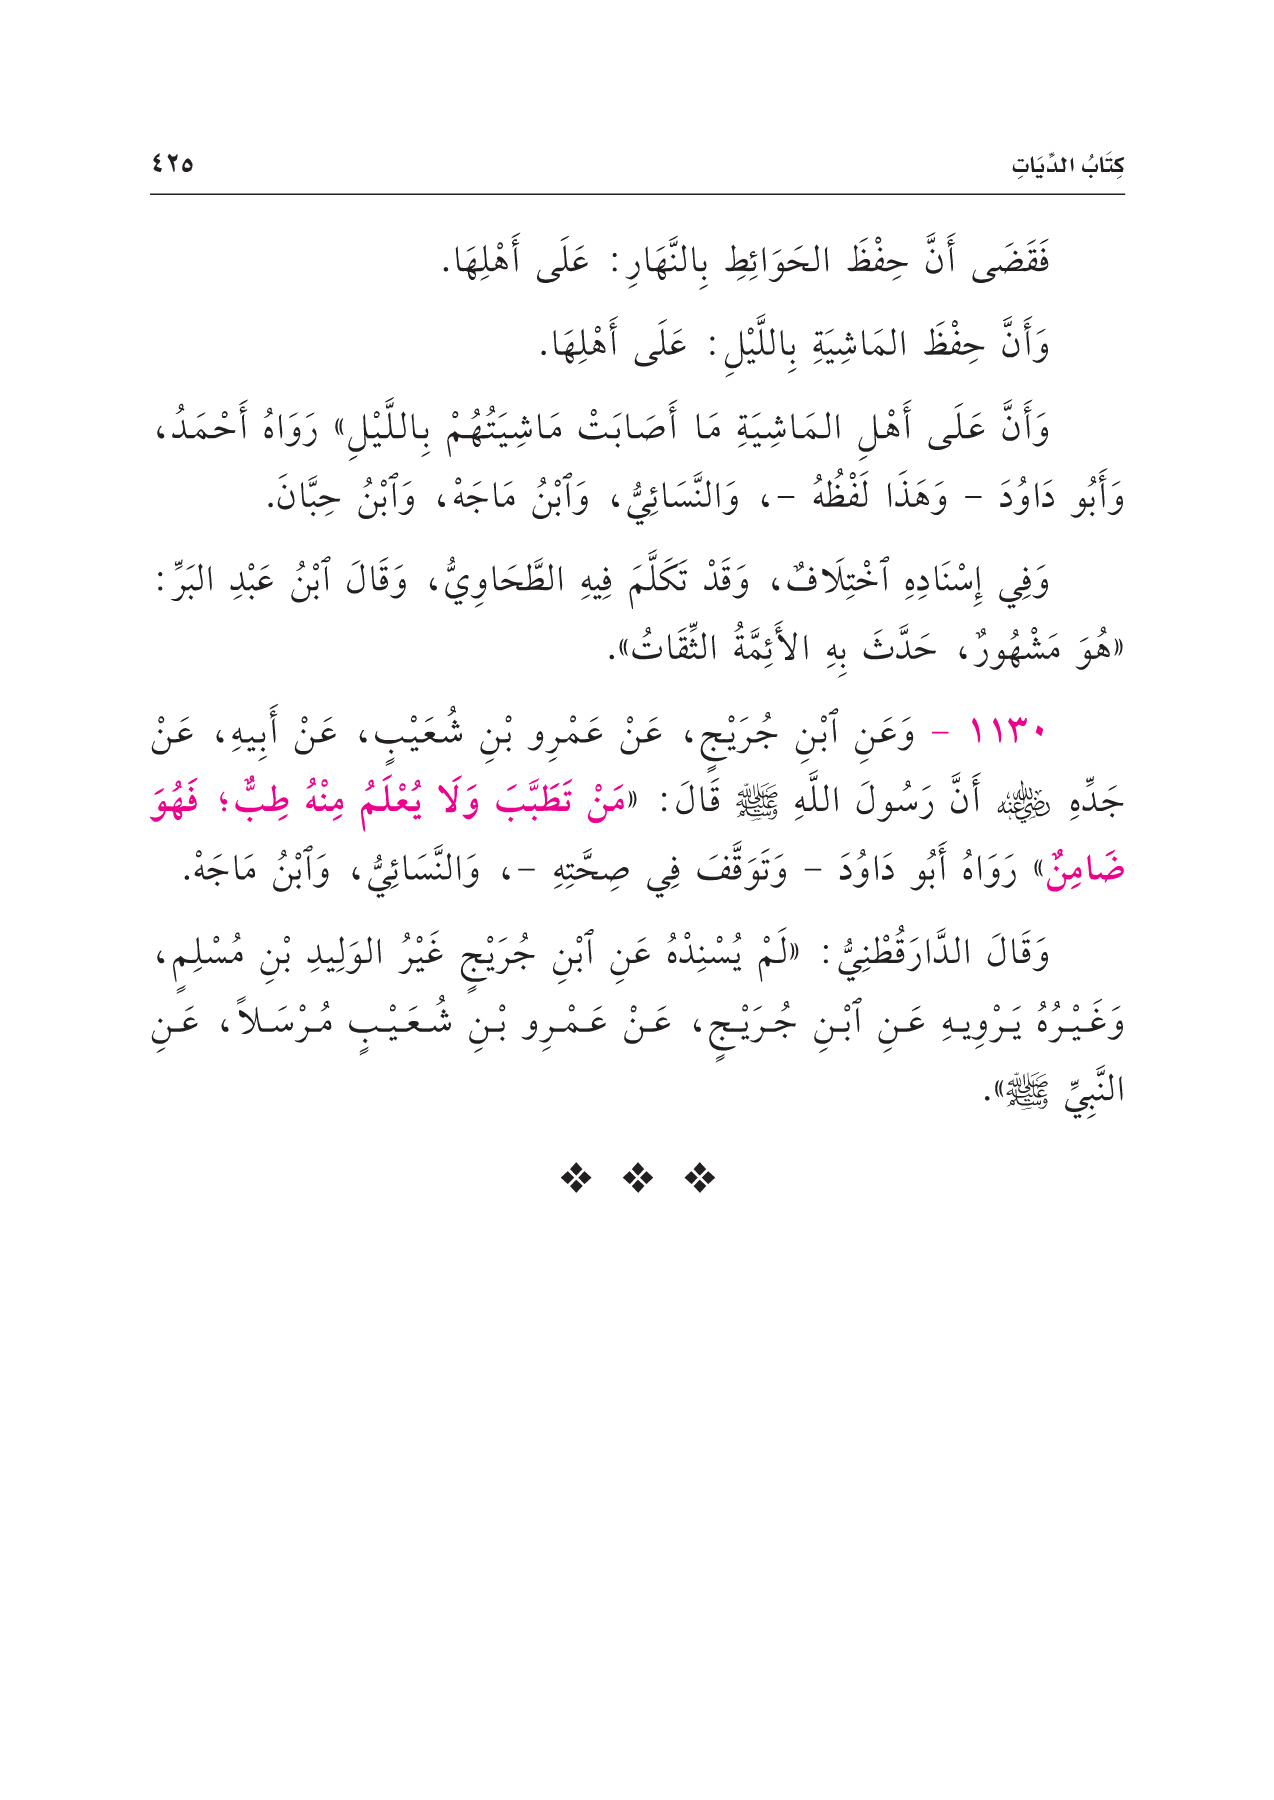 كِتَابُ الدِّيَاتِ ٤٢٥
فَقَضَى أَنَّ حِفْظَ الحَوَائِطِ بِالنَّهَارِ: عَلَى أَهْلِهَا.
وَأَنَّ حِفْظَ المَاشِيَةِ بِاللَّيْلِ: عَلَى أَهْلِهَا.
وَأَنَّ عَلَى أَهْلِ المَاشِيَةِ مَا أَصَابَتْ مَاشِيَتُهُمْ بِاللَّيْلِ» رَوَاهُ أَحْمَدُ،
وَأَبُو دَاوُدَ - وَهَذَا لَفْظُهُ -، وَالنَّسَائِيُّ، وَٱبْنُ مَاجَهْ، وَٱبْنُ حِبَّانَ.
وَفِي إِسْنَادِهِ ٱخْتِلَافٌ، وَقَدْ تَكَلَّمَ فِيهِ الطَّحَاوِيُّ، وَقَالَ ٱبْنُ عَبْدِ البَرِّ:
«هُوَ مَشْهُورٌ، حَدَّثَ بِهِ الأَئِمَّةُ الثِّقَاتُ».
١١٣٠ - وَعَنِ ٱبْنِ جُرَيْجٍ، عَنْ عَمْرِو بْنِ شُعَيْبٍ، عَنْ أَبِيهِ، عَنْ
جَدِّهِ رضي الله عنه أَنَّ رَسُولَ اللَّهِ ﷺ قَالَ: «مَنْ تَطَبَّبَ وَلَا يُعْلَمُ مِنْهُ طِبٌّ؛ فَهُوَ
ضَامِنٌ» رَوَاهُ أَبُو دَاوُدَ - وَتَوَقَّفَ فِي صِحَّتِهِ -، وَالنَّسَائِيُّ، وَٱبْنُ مَاجَهْ.
وَقَالَ الدَّارَقُطْنِيُّ: «لَمْ يُسْنِدْهُ عَنِ ٱبْنِ جُرَيْجٍ غَيْرُ الوَلِيدِ بْنِ مُسْلِمٍ،
وَغَيْرُهُ يَرْوِيهِ عَنِ ٱبْنِ جُرَيْجٍ، عَنْ عَمْرِو بْنِ شُعَيْبٍ مُرْسَلاً، عَنِ
النَّبِيِّ ﷺ».